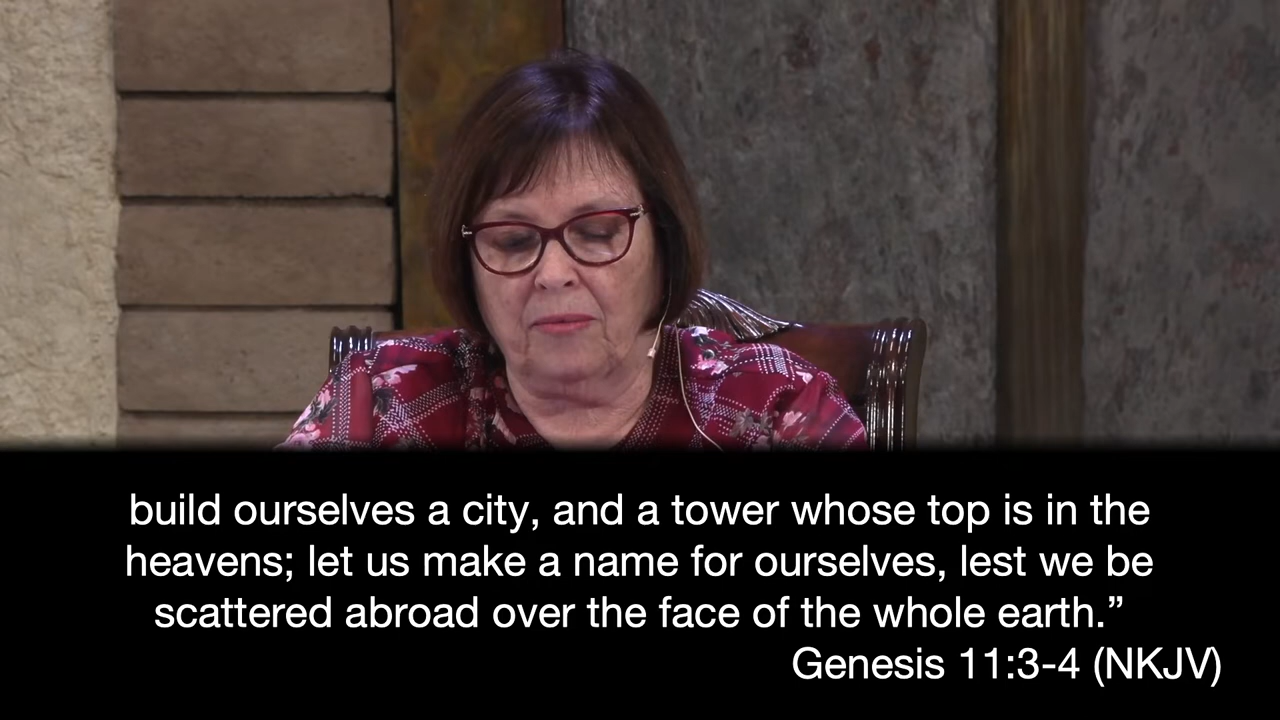 build ourselves a city, and a tower whose top is in the
heavens; let us make a name for ourselves, lest we be
scattered abroad over the face of the whole earth.”
Genesis 11:3-4 (NKJV)